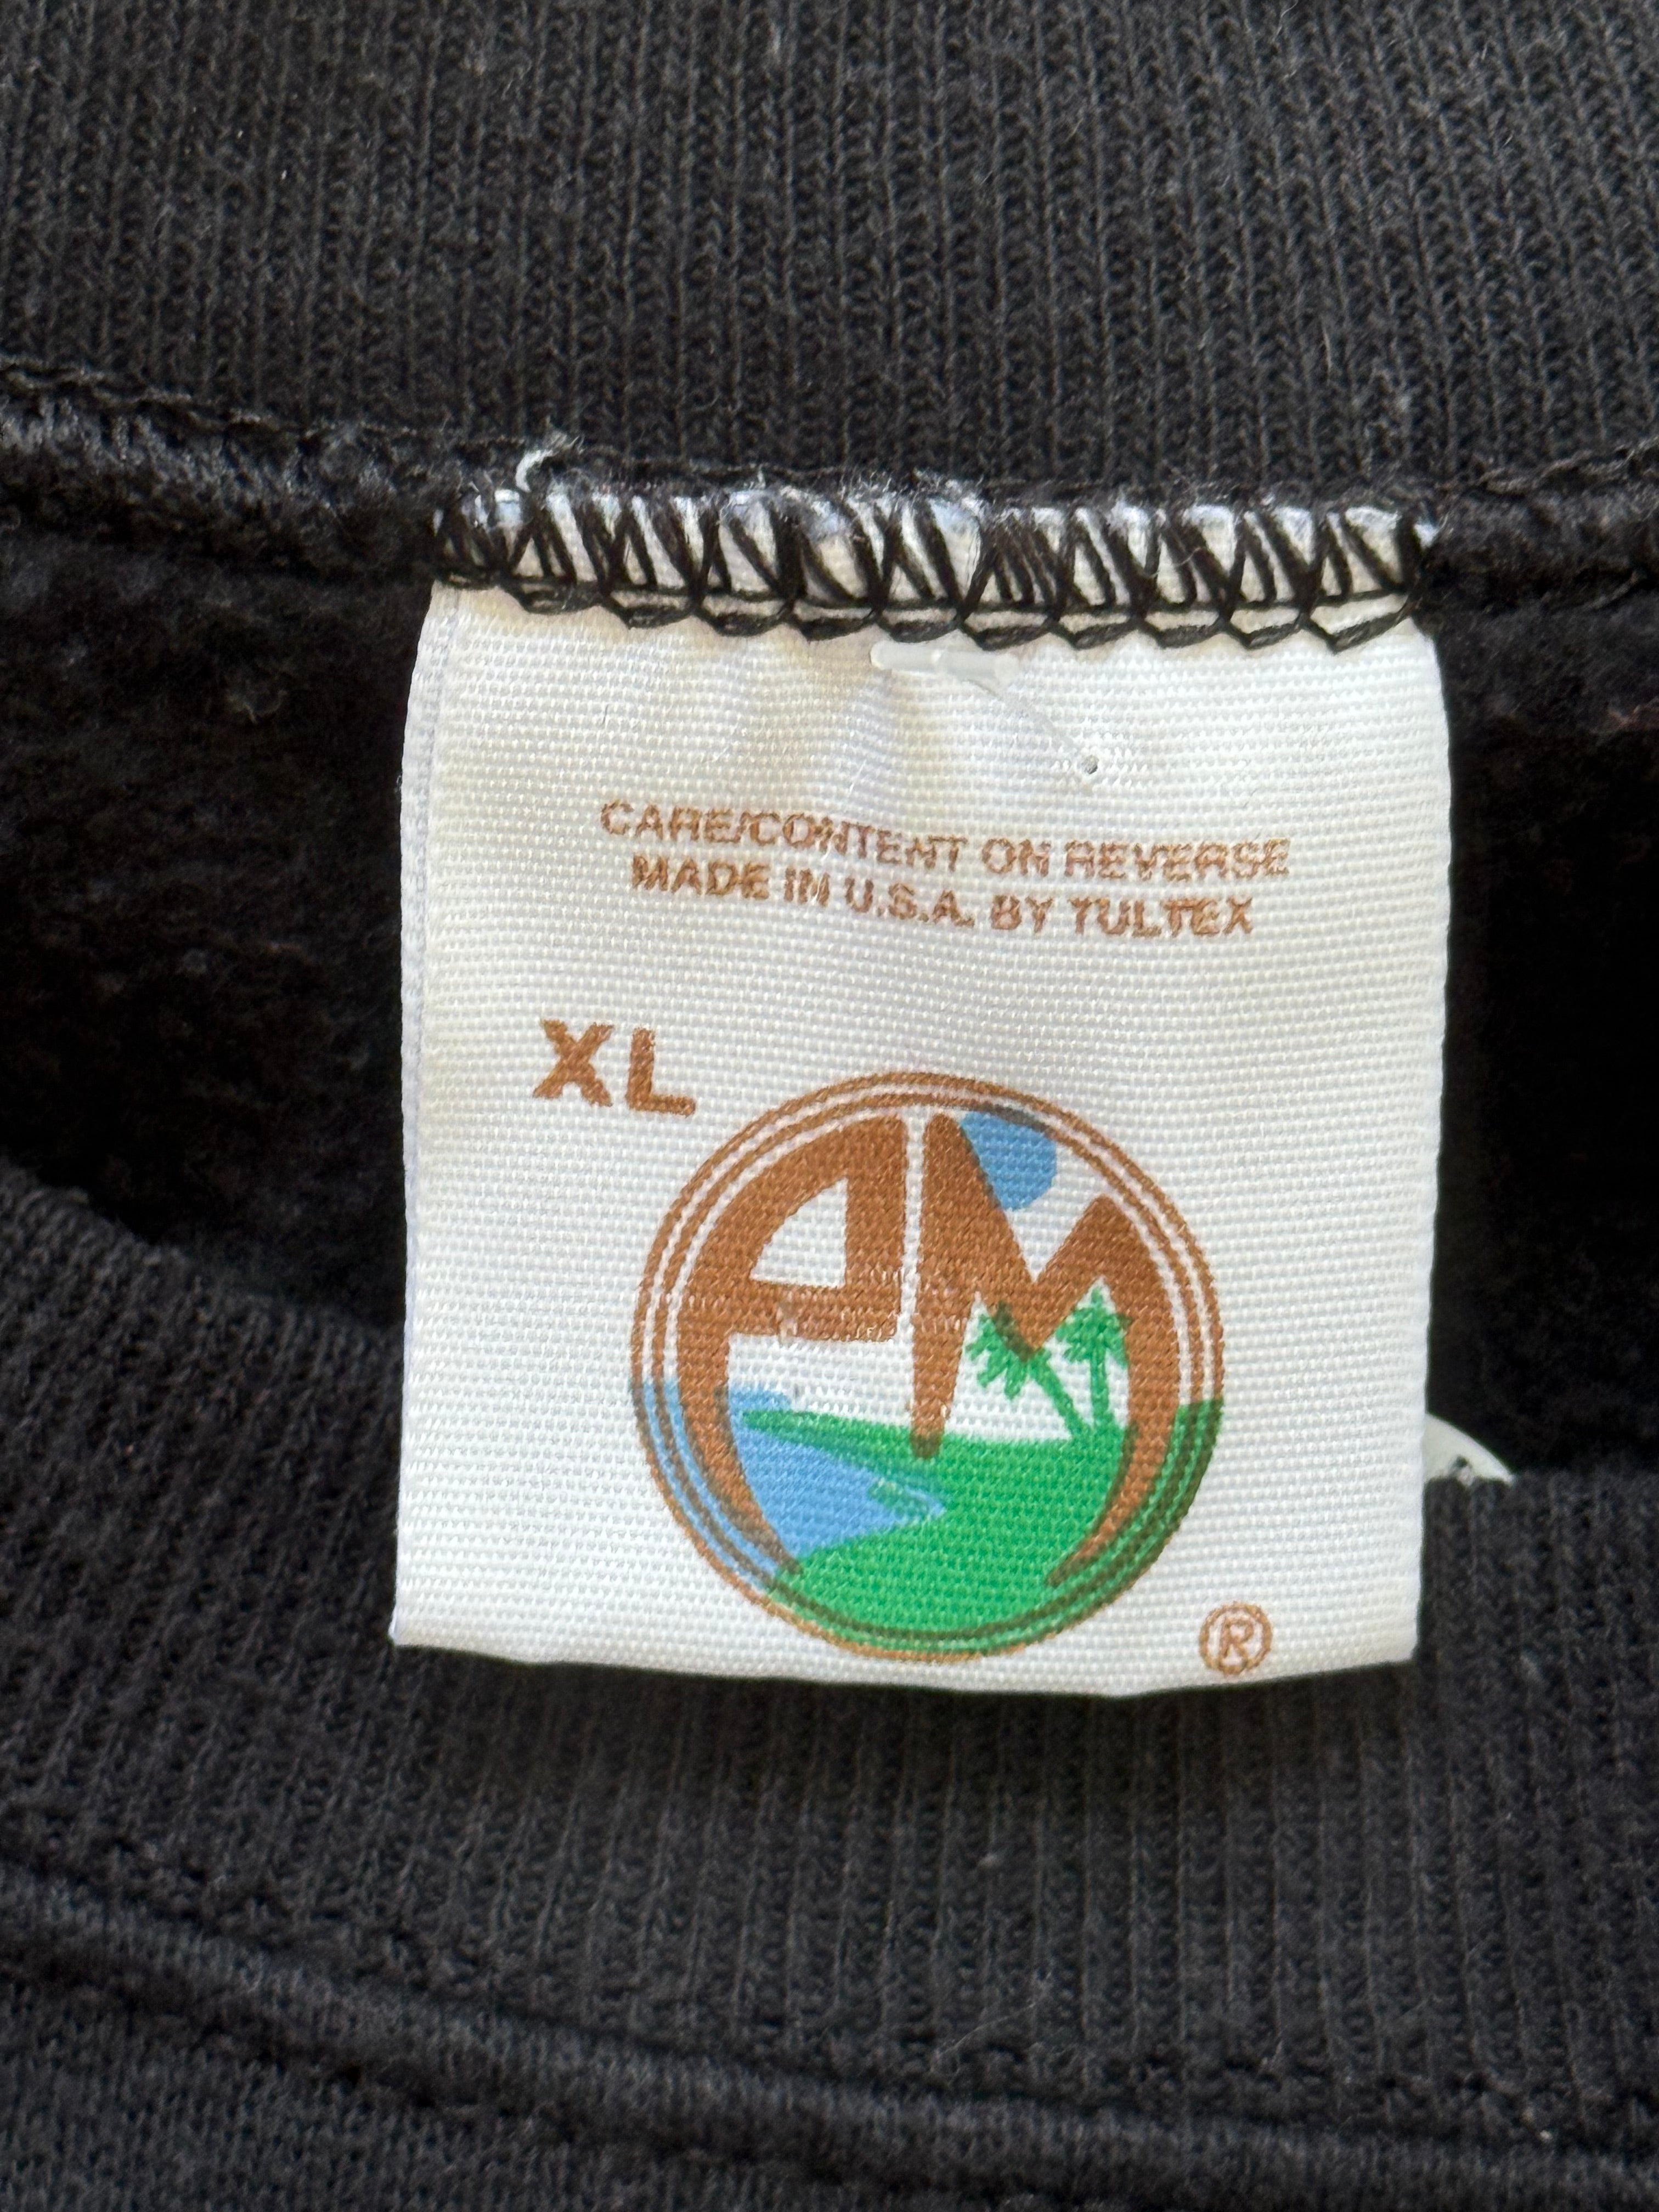 CARE/CONTENT ON REVERSE
MADE IN U.S.A. BY TULTEX
XL
PM
®